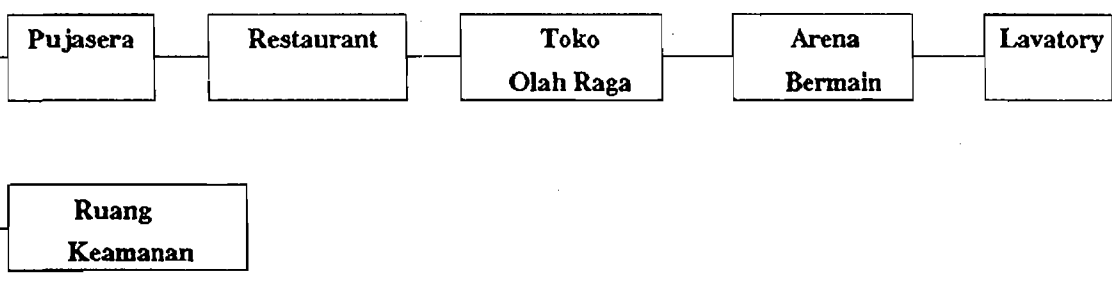 Pujasera
Restaurant
Toko
Olah Raga
Arena
Bermain
Lavatory
Ruang
Keamanan